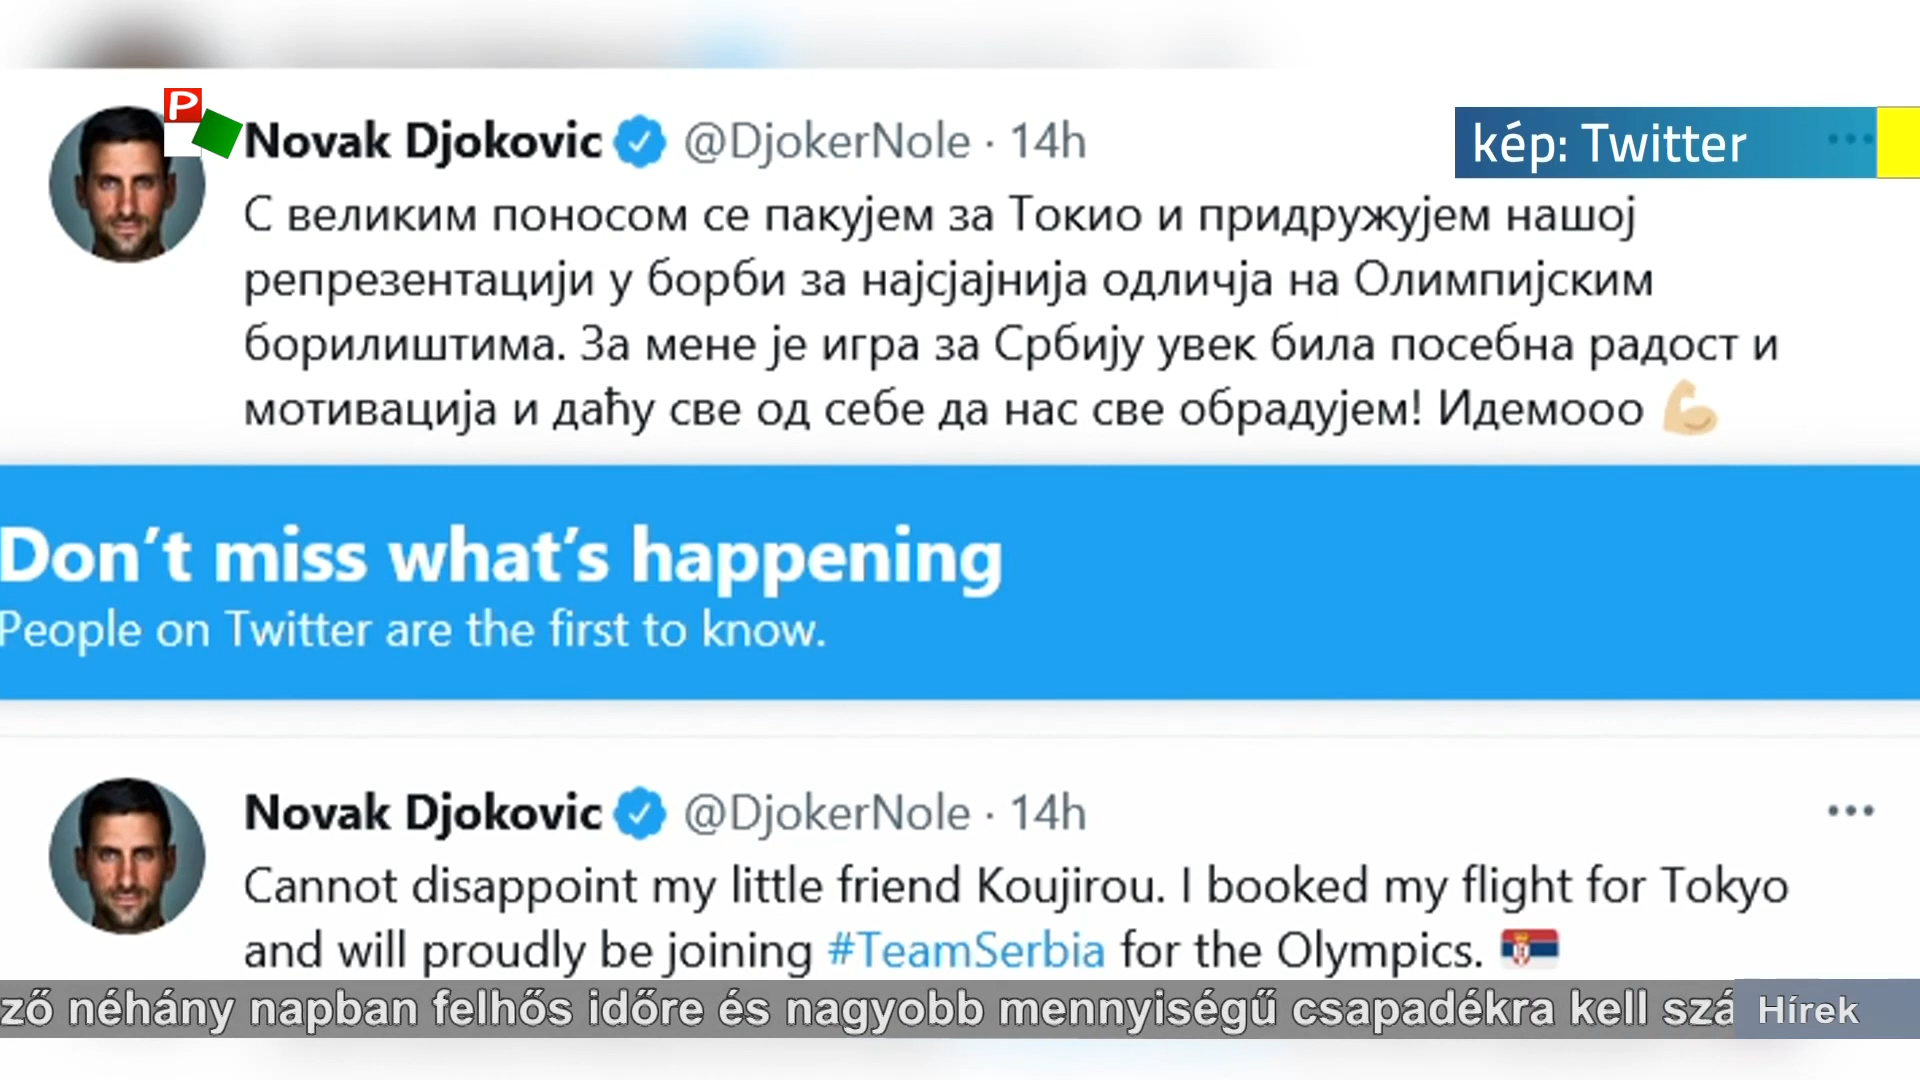 P
Novak Djokovic @DjokerNole · 14h
kép: Twitter
С великим поносом се пакујем за Токио и придружујем нашој
репрезентацији у борби за најсјајнија одличја на Олимпијским
борилиштима. За мене је игра за Србију увек била посебна радост и
мотивација и даћу све од себе да нас све обрадујем! Идемооо 💪🏼
Don’t miss what’s happening
People on Twitter are the first to know.
Novak Djokovic @DjokerNole · 14h
Cannot disappoint my little friend Koujirou. I booked my flight for Tokyo
and will proudly be joining #TeamSerbia for the Olympics. 🇷🇸
ző néhány napban felhős időre és nagyobb mennyiségű csapadékra kell szá
Hírek